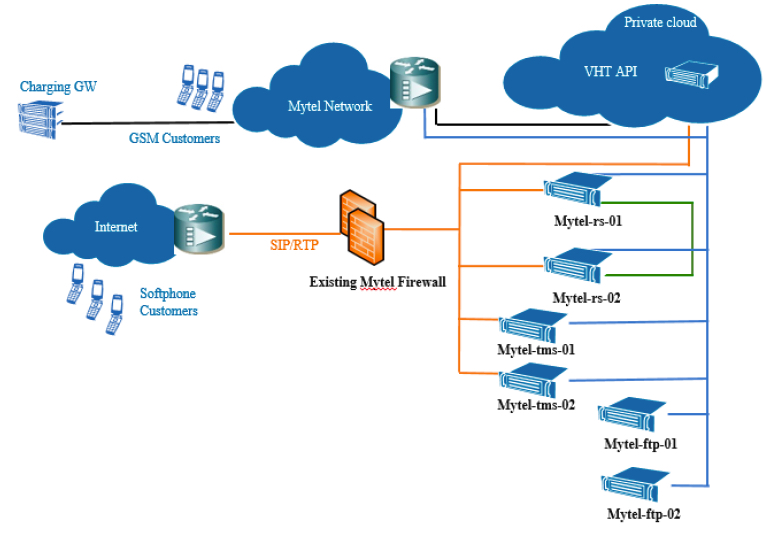 Private cloud
VHT API
Charging GW
Mytel Network
GSM Customers
Internet
SIP/RTP
Existing Mytel Firewall
Softphone
Customers
Mytel-rs-01
Mytel-rs-02
Mytel-tms-01
Mytel-tms-02
Mytel-ftp-01
Mytel-ftp-02